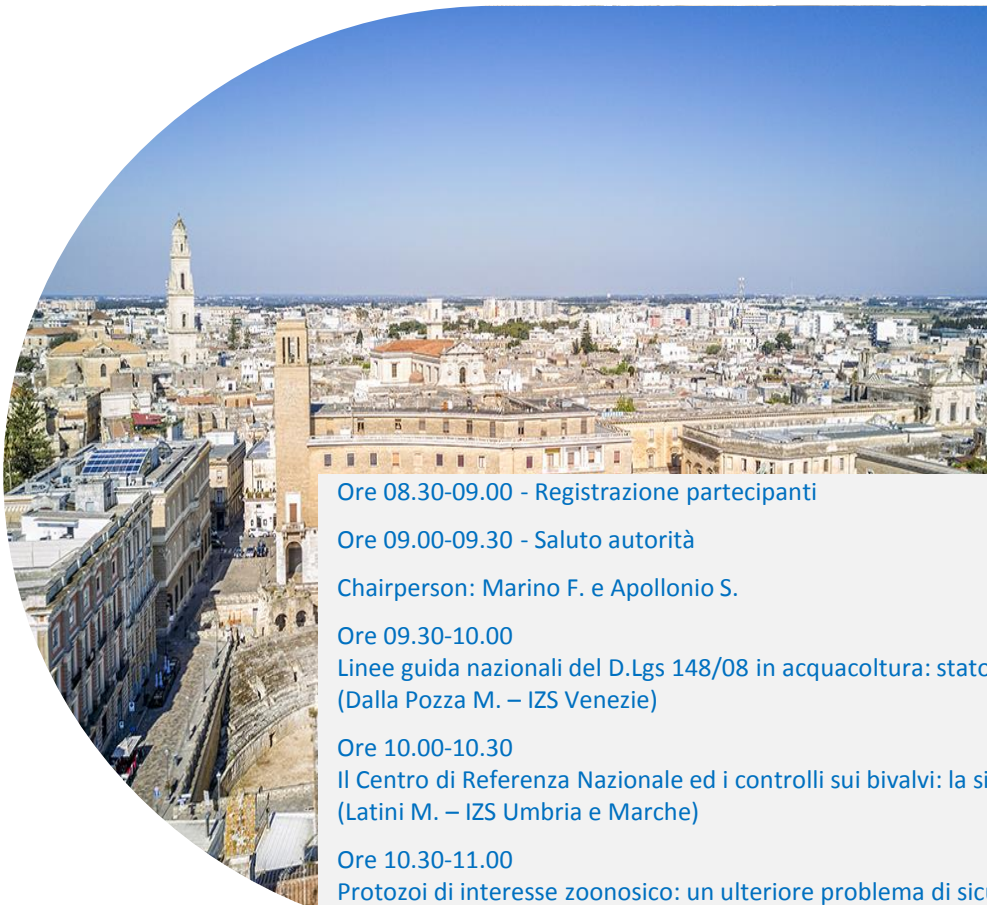 Ore 08.30-09.00 - Registrazione partecipanti
Ore 09.00-09.30 - Saluto autorità
Chairperson: Marino F. e Apollonio S.
Ore 09.30-10.00
Linee guida nazionali del D.Lgs 148/08 in acquacoltura: stato
(Dalla Pozza M. – IZS Venezie)
Ore 10.00-10.30
Il Centro di Referenza Nazionale ed i controlli sui bivalvi: la
(Latini M. – IZS Umbria e Marche)
Ore 10.30-11.00
Protozoi di interesse zoonosico: un ulteriore problema di